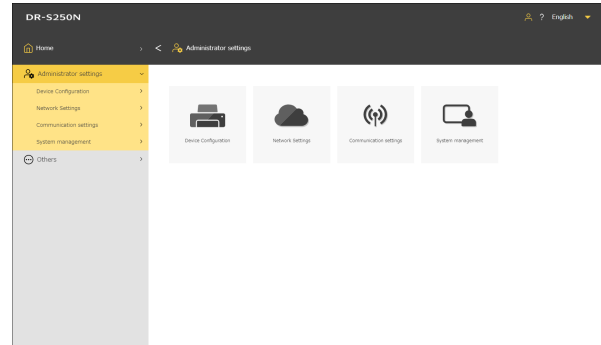 DR-S250N
? English
Home
< Administrator settings
Administrator settings
Device Configuration
Network Settings
Communication settings
System management
Others
Device Configuration
Network Settings
Communication settings
System management